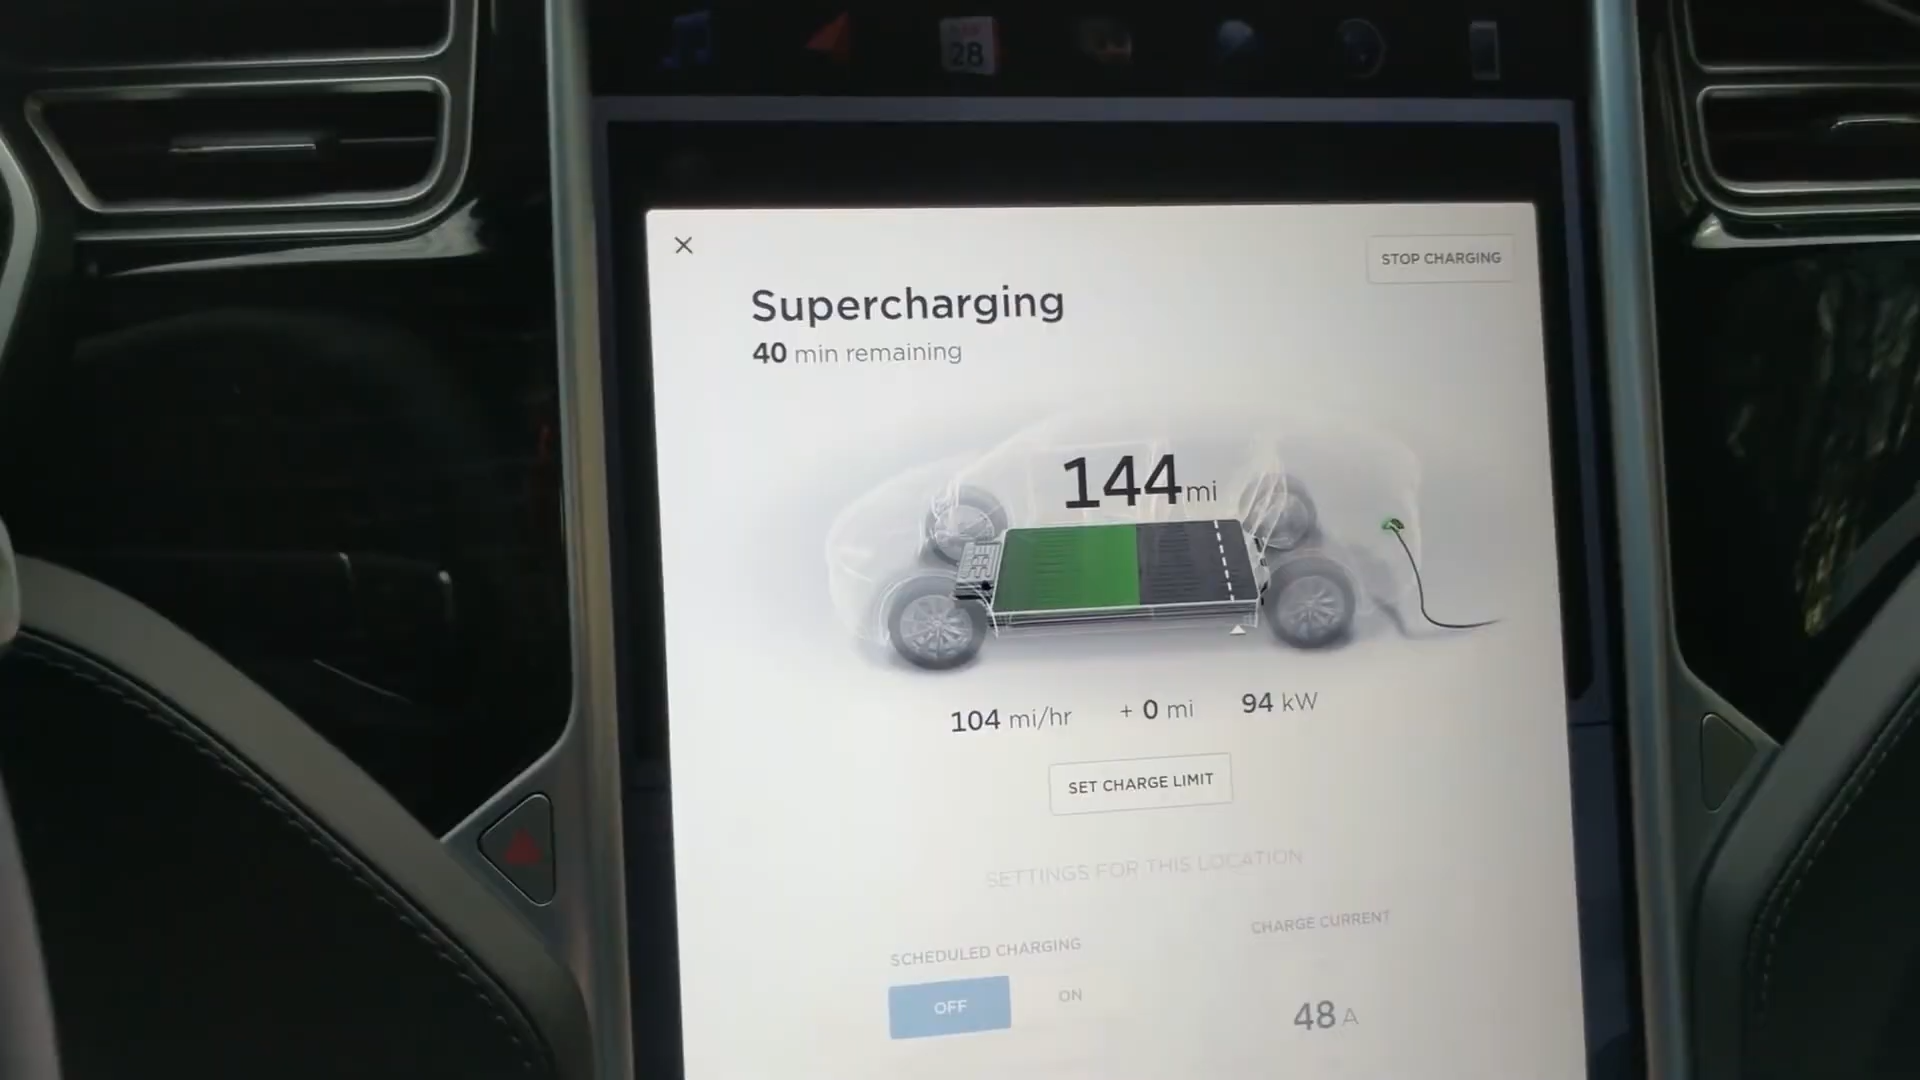 28
STOP CHARGING
Supercharging
40 min remaining
144 mi
104 mi/hr + 0 mi 94 kW
SET CHARGE LIMIT
SETTINGS FOR THIS LOCATION
SCHEDULED CHARGING CHARGE CURRENT
OFF ON
48 A